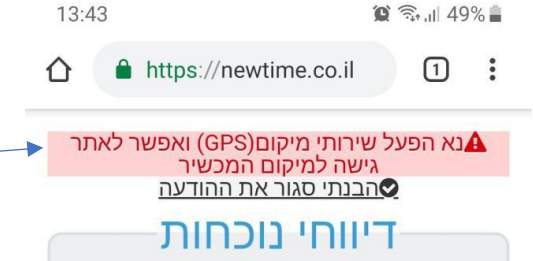 13:43 49%
https://newtime.co.il 1
נא הפעל שירותי מיקום(GPS) ואפשר לאתר
גישה למיקום המכשיר
הבנתי סגור את ההודעה
דיווחי נוכחות